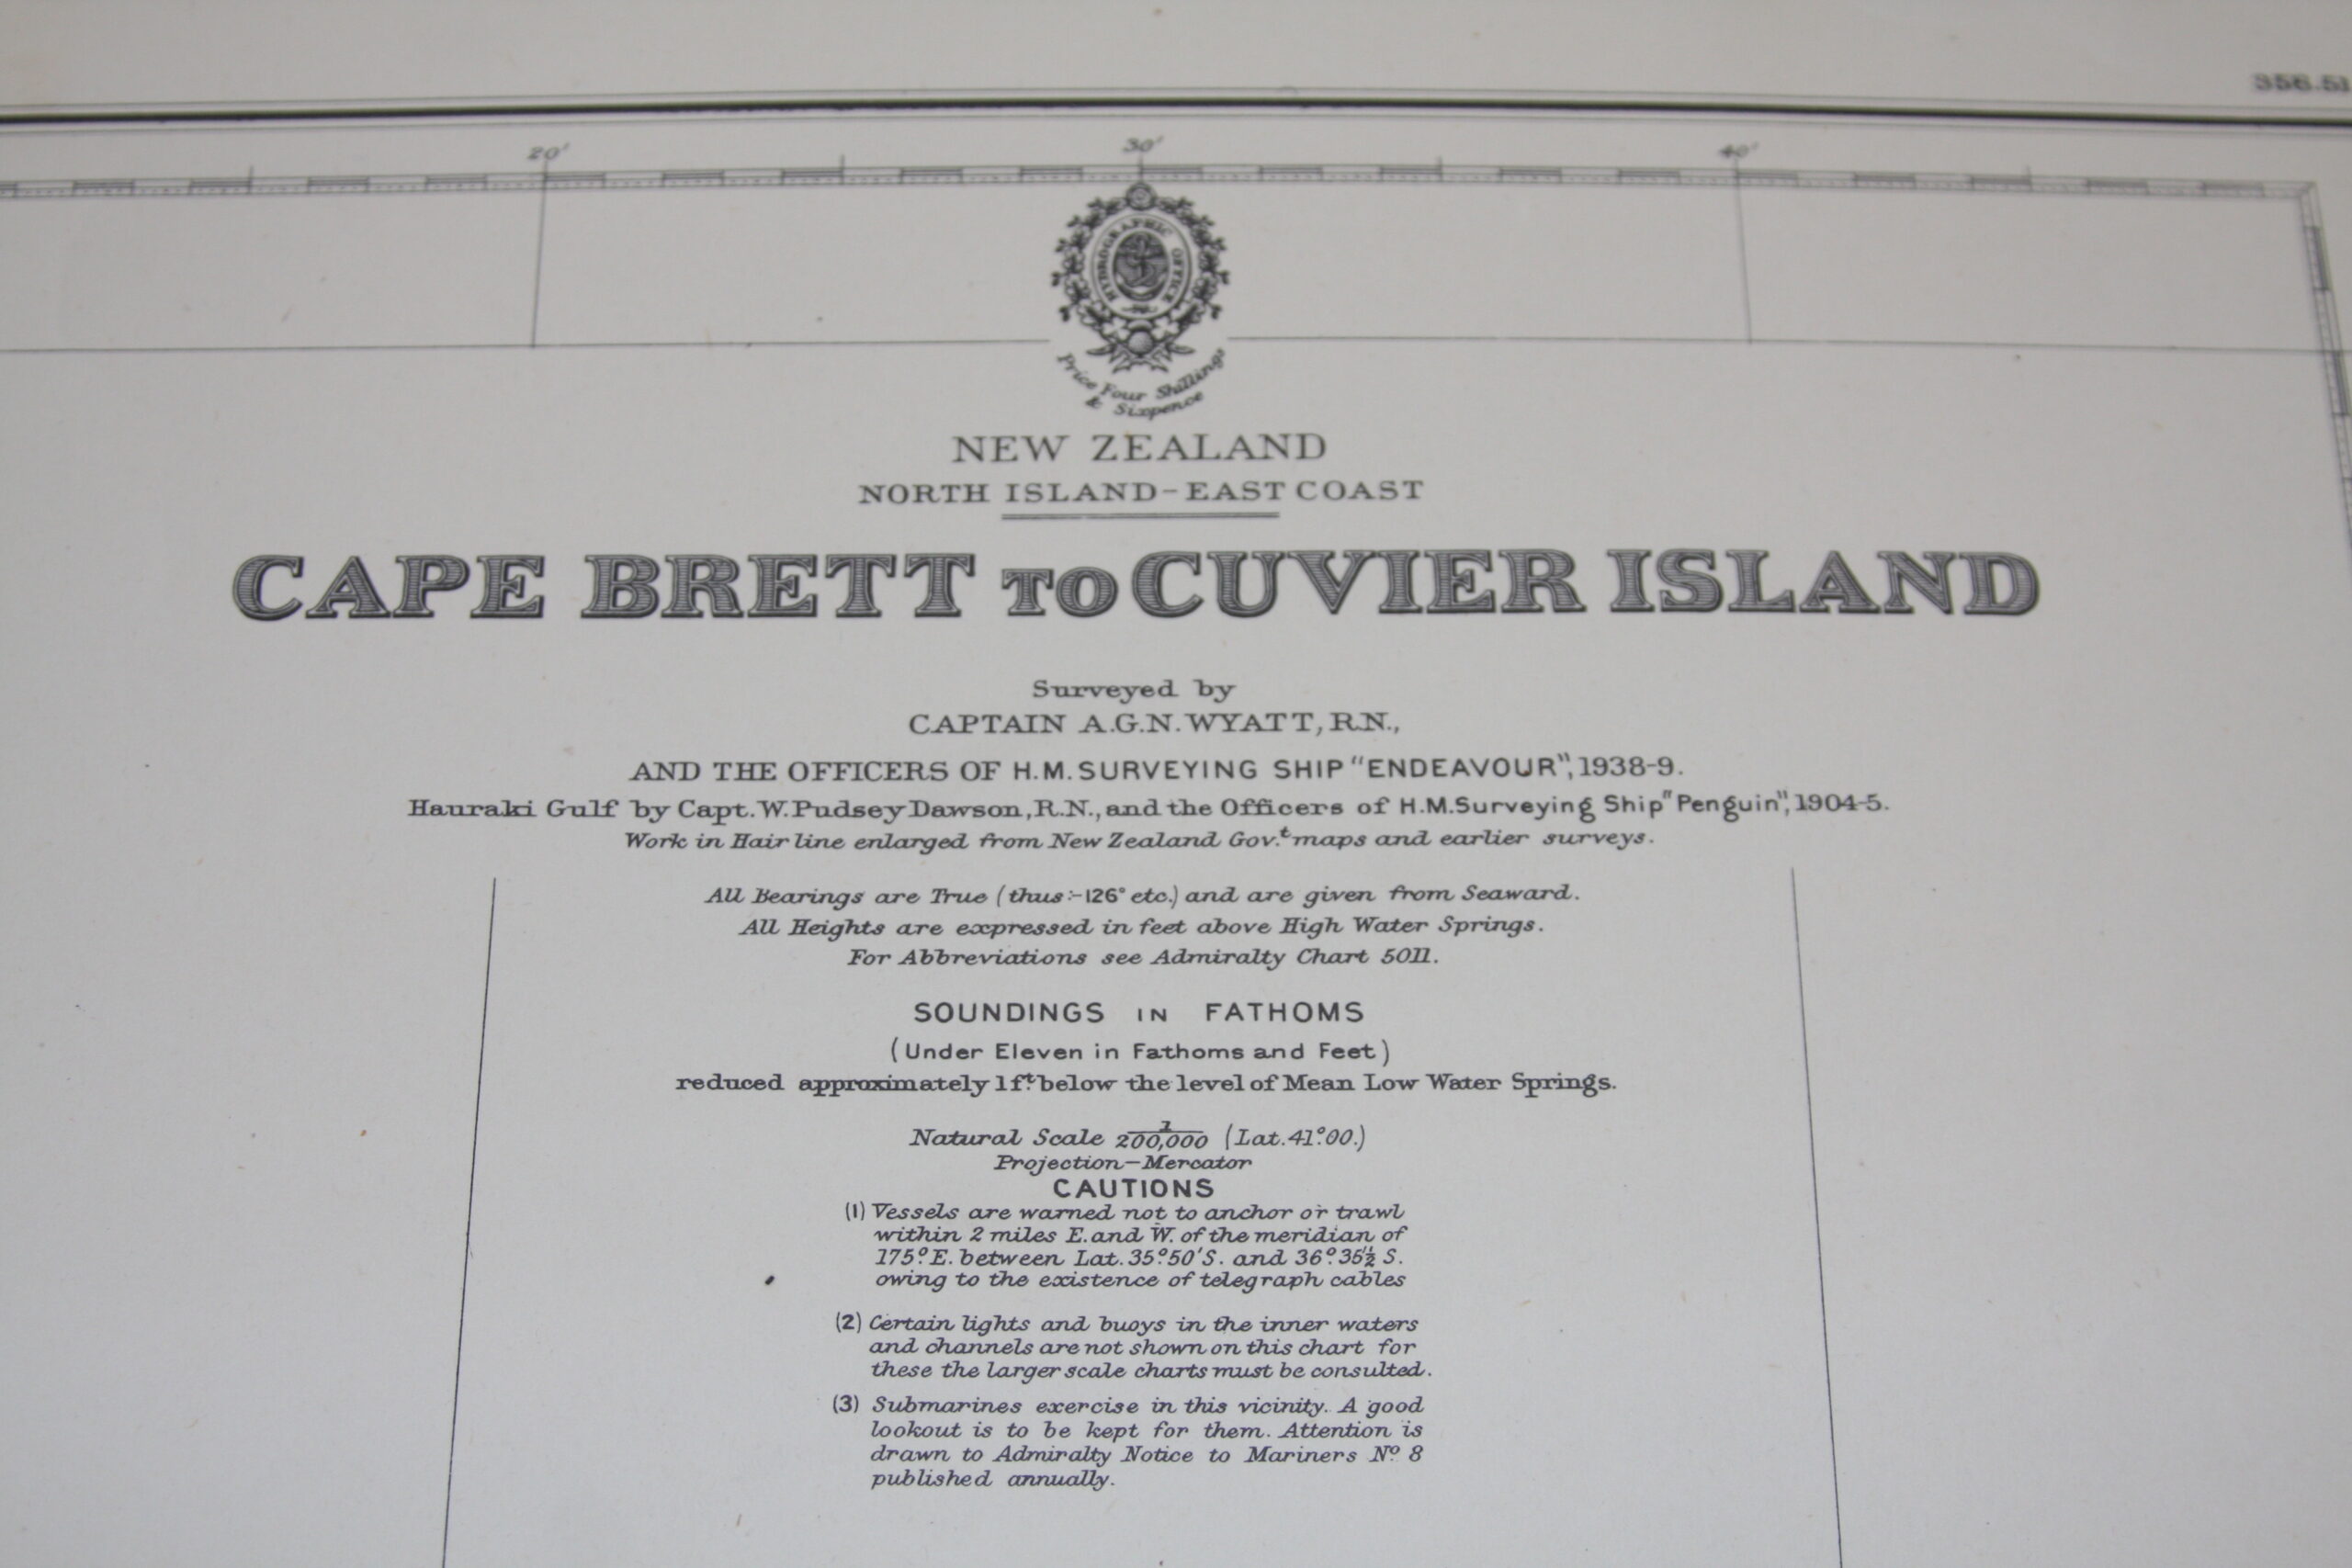 356.51
20′ 30′ 40′
HYDROGRAPHIC OFFICE
Price Four Shillings
& Sixpence
NEW ZEALAND
NORTH ISLAND-EAST COAST
CAPE BRETT TO CUVIER ISLAND
Surveyed by
CAPTAIN A.G.N. WYATT, R.N.,
AND THE OFFICERS OF H.M. SURVEYING SHIP "ENDEAVOUR", 1938-9.
Hauraki Gulf by Capt. W. Pudsey Dawson, R.N., and the Officers of H.M. Surveying Ship "Penguin", 1904-5.
Work in Hair line enlarged from New Zealand Gov.t maps and earlier surveys.
All Bearings are True (thus:-126° etc.) and are given from Seaward.
All Heights are expressed in feet above High Water Springs.
For Abbreviations see Admiralty Chart 5011.
SOUNDINGS IN FATHOMS
(Under Eleven in Fathoms and Feet)
reduced approximately 1f.t below the level of Mean Low Water Springs.
Natural Scale 1/200,000 (Lat. 41°.00.)
Projection—Mercator
CAUTIONS
(1) Vessels are warned not to anchor or trawl
within 2 miles E. and W. of the meridian of
175° E. between Lat. 35°.50′S. and 36°.35′½ S.
owing to the existence of telegraph cables
(2) Certain lights and buoys in the inner waters
and channels are not shown on this chart for
these the larger scale charts must be consulted.
(3) Submarines exercise in this vicinity. A good
lookout is to be kept for them. Attention is
drawn to Admiralty Notice to Mariners Nº 8
published annually.